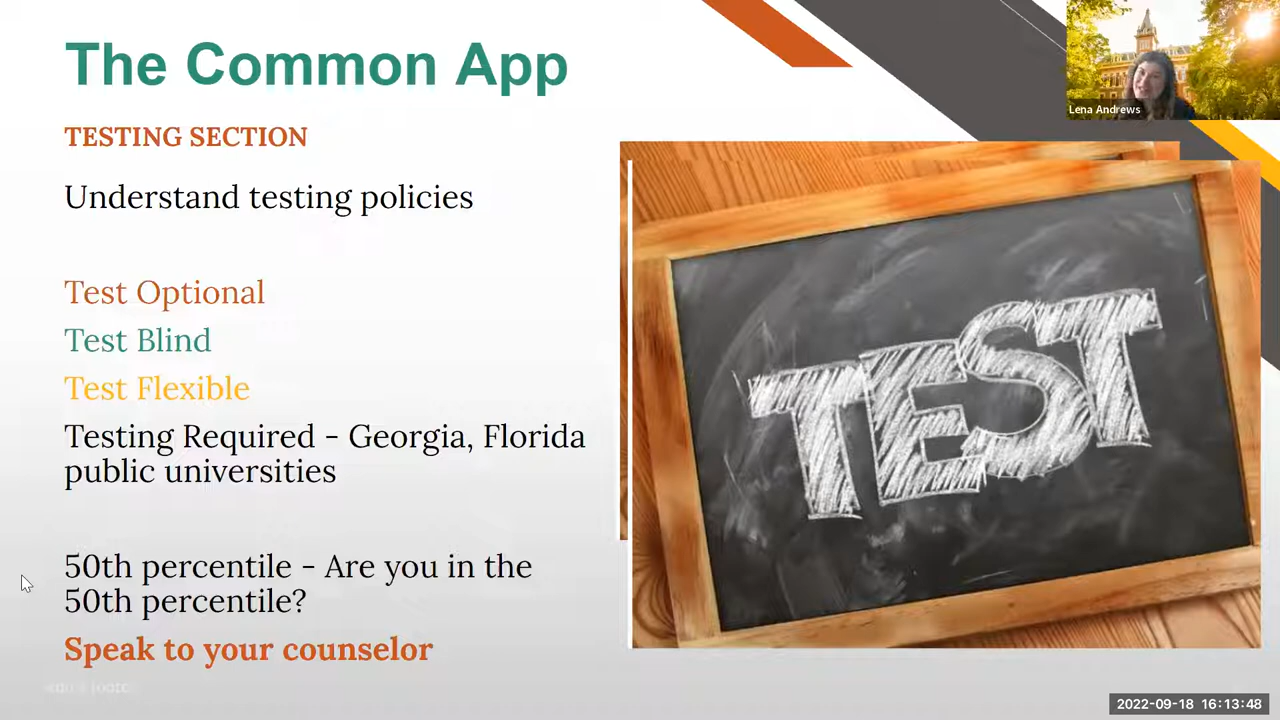 The Common App
Lena Andrews
TESTING SECTION
Understand testing policies
Test Optional
Test Blind
Test Flexible
Testing Required - Georgia, Florida
public universities
50th percentile - Are you in the
50th percentile?
Speak to your counselor
TEST
2022-09-18 16:13:48